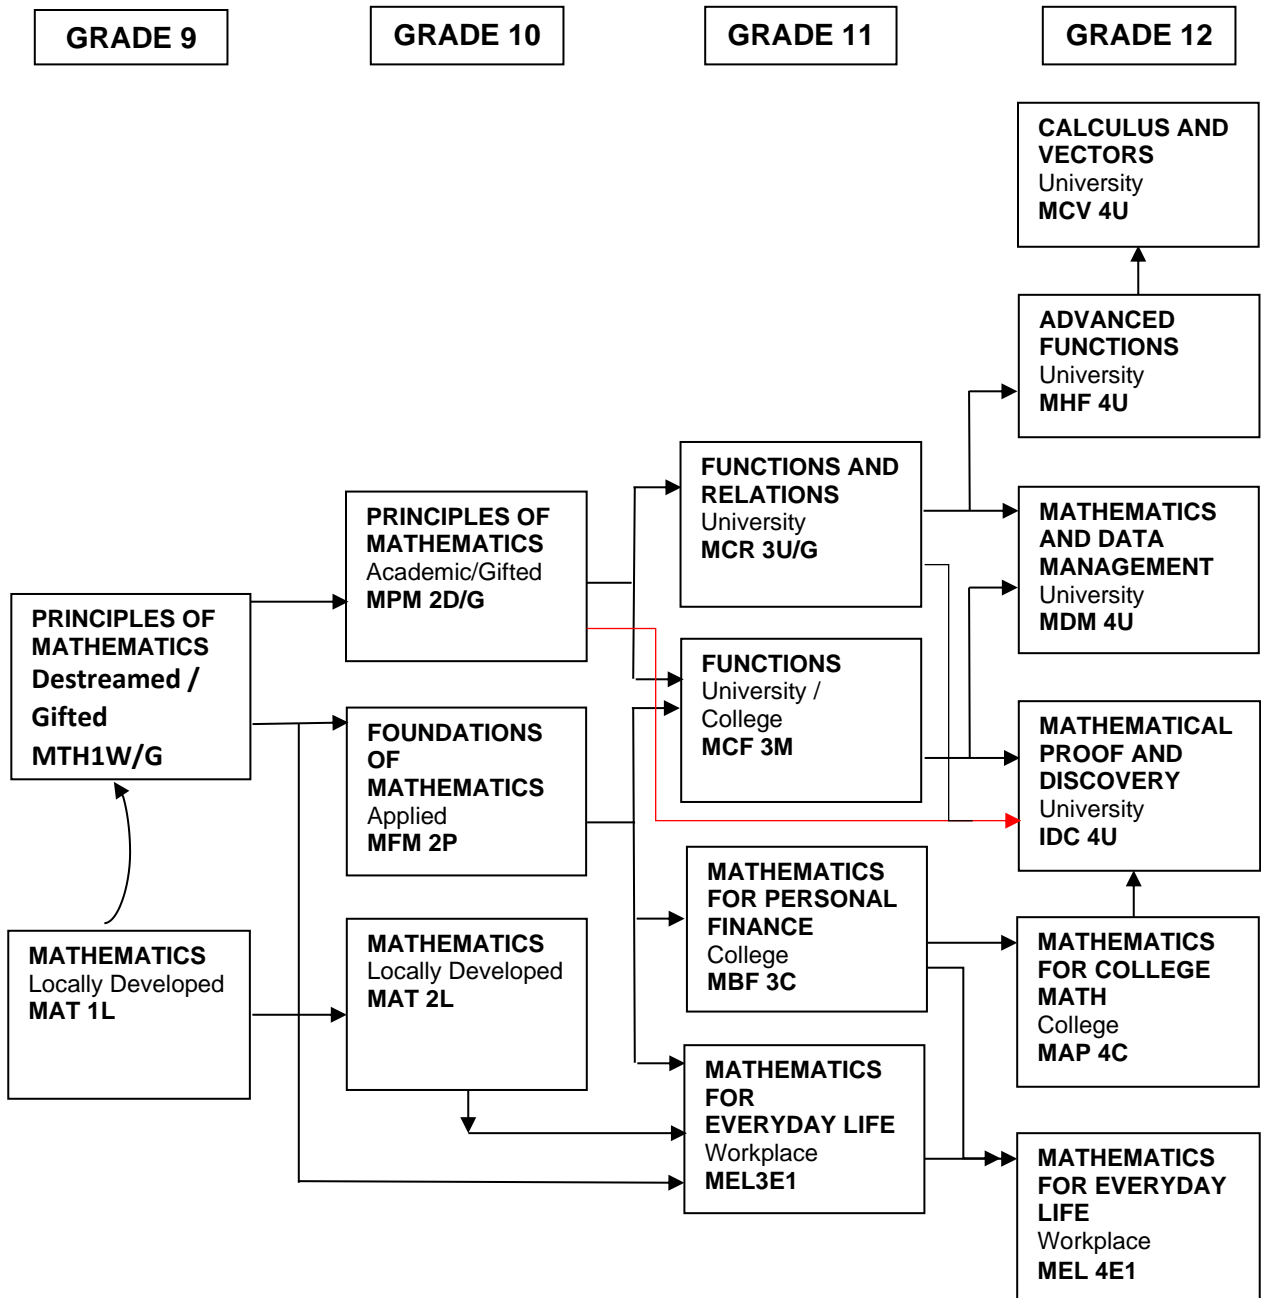 GRADE 9
GRADE 10
GRADE 11
GRADE 12
PRINCIPLES OF
MATHEMATICS
Destreamed /
Gifted
MTH1W/G
MATHEMATICS
Locally Developed
MAT 1L
PRINCIPLES OF
MATHEMATICS
Academic/Gifted
MPM 2D/G
FOUNDATIONS
OF
MATHEMATICS
Applied
MFM 2P
MATHEMATICS
Locally Developed
MAT 2L
FUNCTIONS AND
RELATIONS
University
MCR 3U/G
FUNCTIONS
University /
College
MCF 3M
MATHEMATICS
FOR PERSONAL
FINANCE
College
MBF 3C
MATHEMATICS
FOR
EVERYDAY LIFE
Workplace
MEL3E1
CALCULUS AND
VECTORS
University
MCV 4U
ADVANCED
FUNCTIONS
University
MHF 4U
MATHEMATICS
AND DATA
MANAGEMENT
University
MDM 4U
MATHEMATICAL
PROOF AND
DISCOVERY
University
IDC 4U
MATHEMATICS
FOR COLLEGE
MATH
College
MAP 4C
MATHEMATICS
FOR EVERYDAY
LIFE
Workplace
MEL 4E1